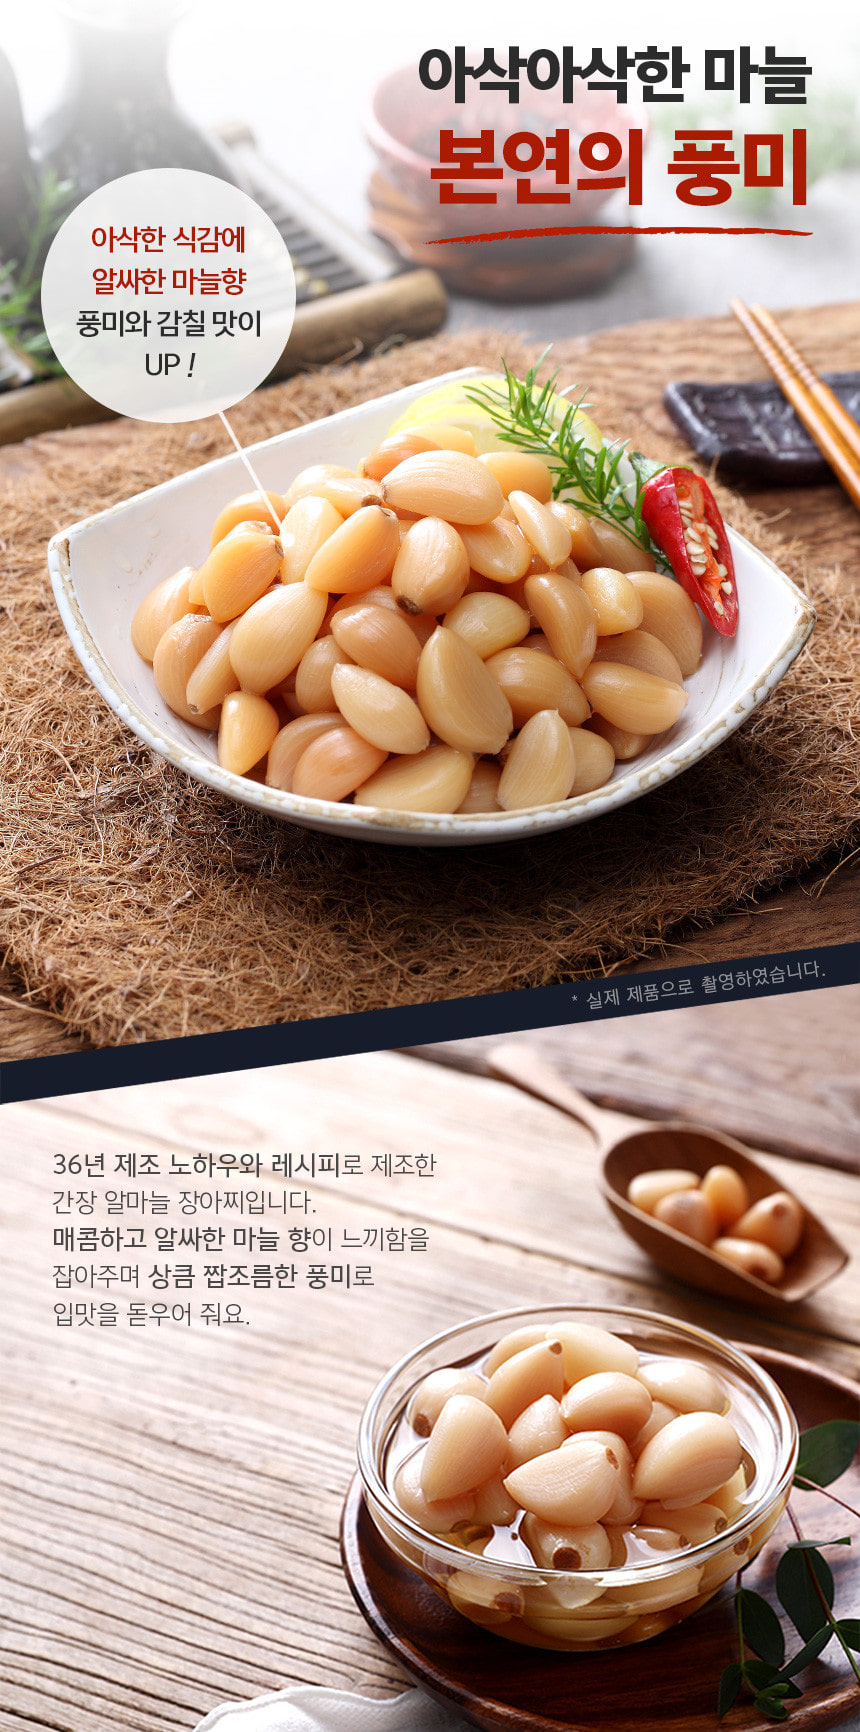 아삭아삭한 마늘
본연의 풍미
아삭한 식감에
알싸한 마늘향
풍미와 감칠 맛이
UP !
* 실제 제품으로 촬영하였습니다.
36년 제조 노하우와 레시피로 제조한
간장 알마늘 장아찌입니다.
매콤하고 알싸한 마늘 향이 느끼함을
잡아주며 상큼 짭조름한 풍미로
입맛을 돋우어 줘요.